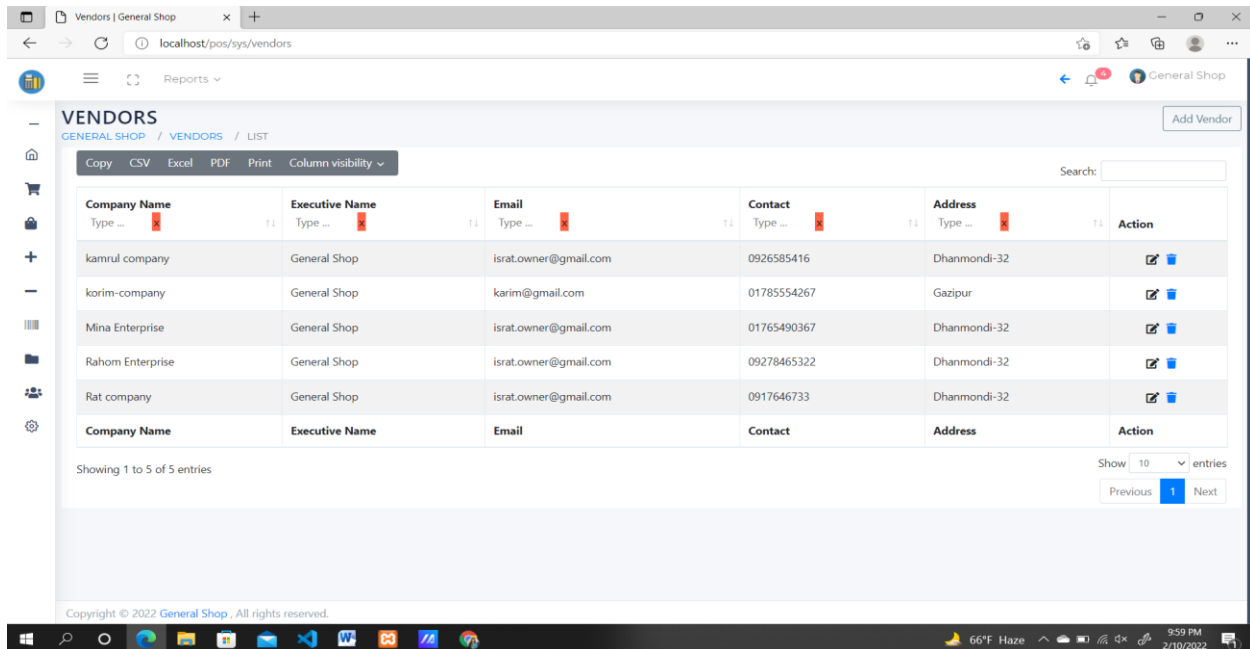 Vendors | General Shop
localhost/pos/sys/vendors
Reports
4
General Shop
VENDORS
Add Vendor
GENERAL SHOP / VENDORS / LIST
Copy CSV Excel PDF Print Column visibility
Search:
Company Name Executive Name Email Contact Address
Type ... x Type ... x Type ... x Type ... x Type ... x Action
kamrul company General Shop israt.owner@gmail.com 0926585416 Dhanmondi-32
korim-company General Shop karim@gmail.com 01785554267 Gazipur
Mina Enterprise General Shop israt.owner@gmail.com 01765490367 Dhanmondi-32
Rahom Enterprise General Shop israt.owner@gmail.com 09278465322 Dhanmondi-32
Rat company General Shop israt.owner@gmail.com 0917646733 Dhanmondi-32
Company Name Executive Name Email Contact Address Action
Showing 1 to 5 of 5 entries
Show 10 entries
Previous 1 Next
Copyright © 2022 General Shop , All rights reserved.
66°F Haze
9:59 PM
2/10/2022